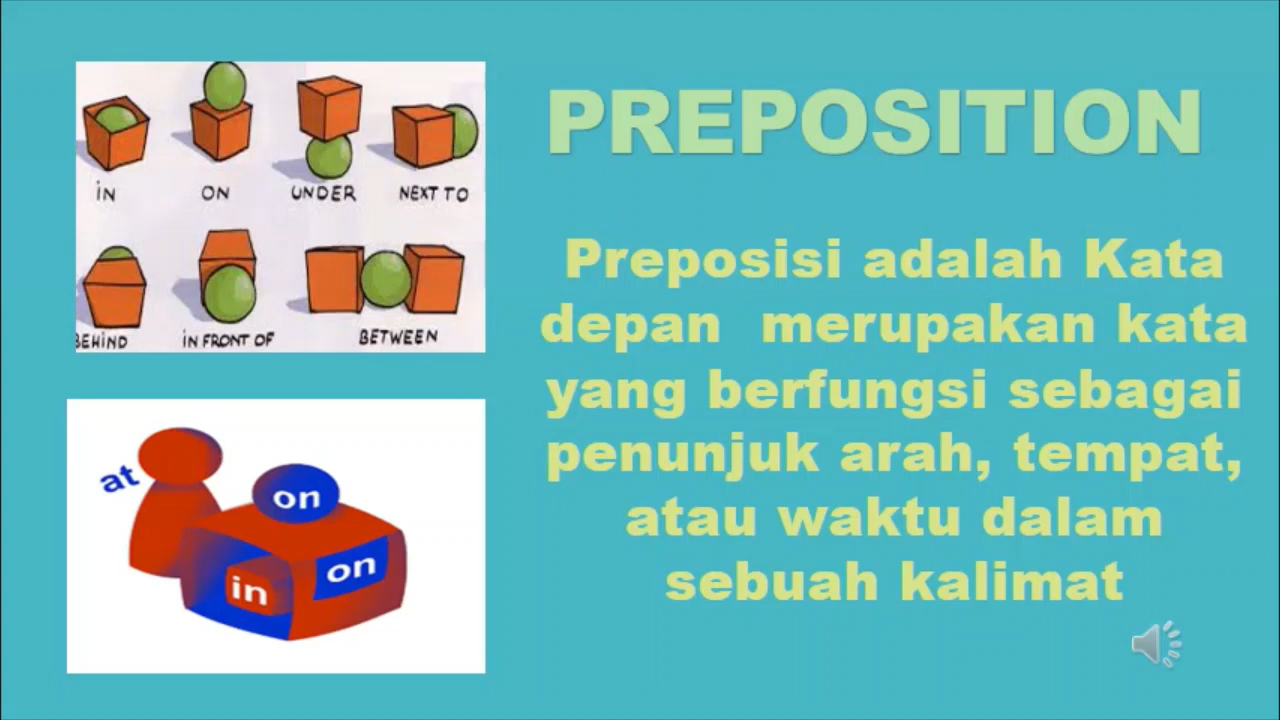 IN ON UNDER NEXT TO
BEHIND IN FRONT OF BETWEEN
at
on
in
on
PREPOSITION
Preposisi adalah Kata
depan merupakan kata
yang berfungsi sebagai
penunjuk arah, tempat,
atau waktu dalam
sebuah kalimat